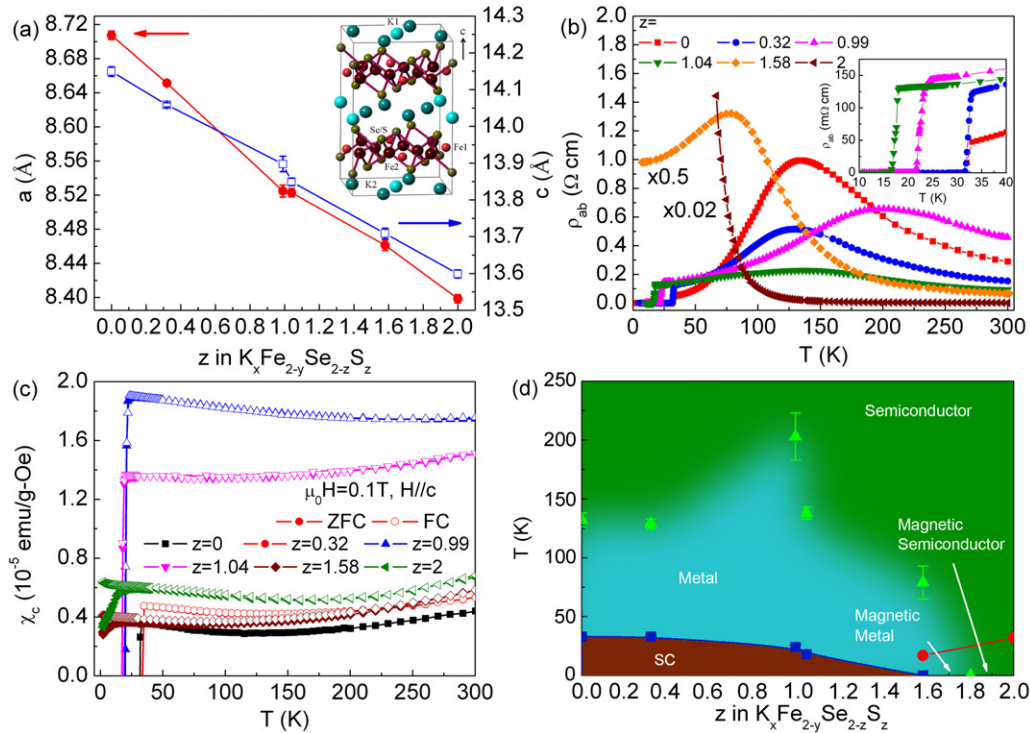 (a)
8.72
8.68
8.64
8.60
8.56
8.52
8.48
8.44
8.40
a (Å)
14.3
14.2
14.1
14.0
13.9
13.8
13.7
13.6
13.5
c (Å)
K1
c
Se/S
Fe1
Fe2
K2
0.0 0.2 0.4 0.6 0.8 1.0 1.2 1.4 1.6 1.8 2.0
z in KxFe2-ySe2-zSz
(b)
z=
0 0.32 0.99
1.04 1.58 2
1.8
1.6
1.4
1.2
1.0
0.8
0.6
0.4
0.2
0.0
ρab (Ω cm)
x0.5
x0.02
150
100
50
0
ρab (mΩ cm)
10 15 20 25 30 35 40
T (K)
0 50 100 150 200 250 300
T (K)
(c)
2.0
1.6
1.2
0.8
0.4
0.0
χc (10-5 emu/g-Oe)
μ0H=0.1T, H//c
ZFC FC
z=0 z=0.32 z=0.99
z=1.04 z=1.58 z=2
0 50 100 150 200 250 300
T (K)
(d)
250
200
150
100
50
0
T (K)
Semiconductor
Magnetic
Semiconductor
Metal
Magnetic
Metal
SC
0.0 0.2 0.4 0.6 0.8 1.0 1.2 1.4 1.6 1.8 2.0
z in KxFe2-ySe2-zSz